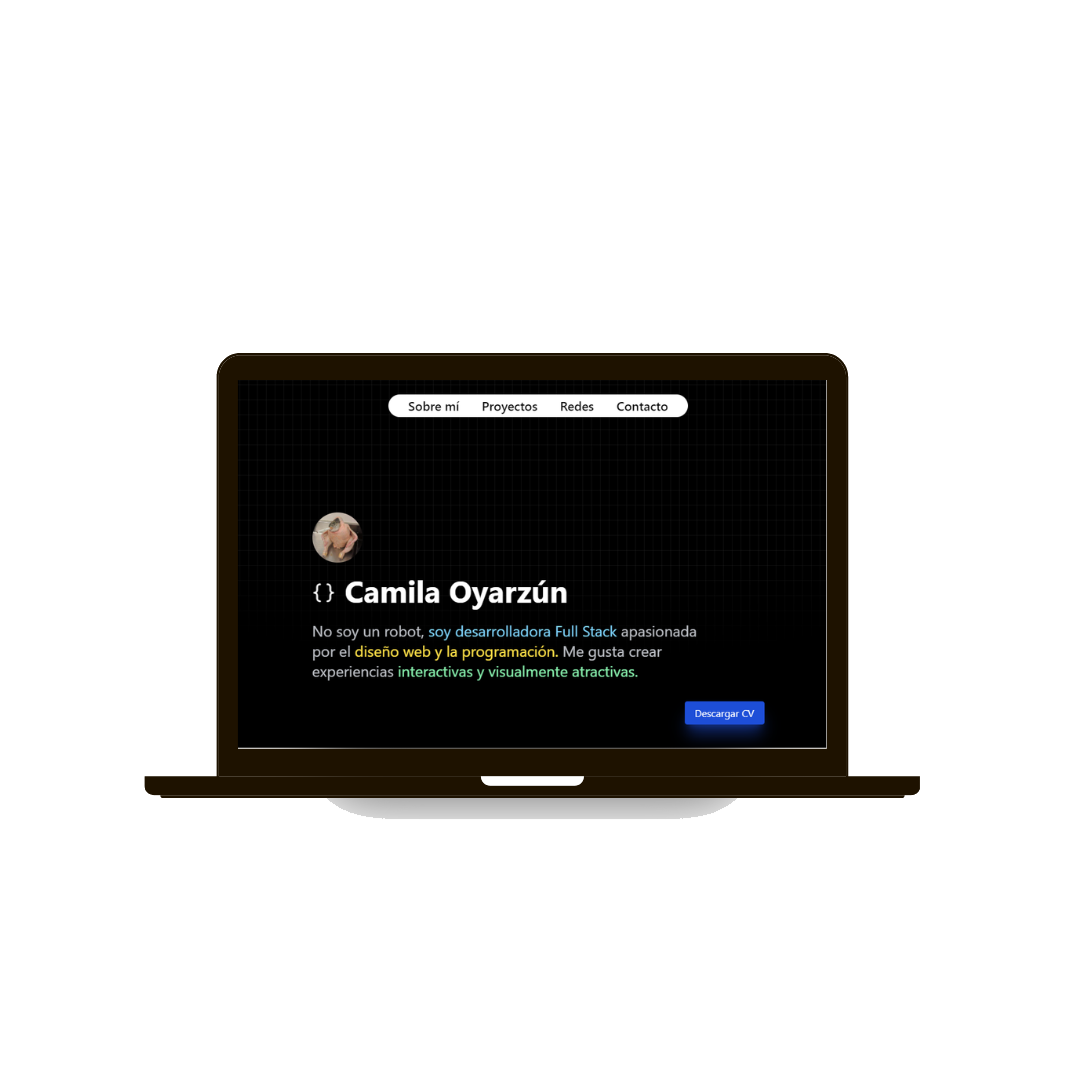 Sobre mí Proyectos Redes Contacto
{} Camila Oyarzún
No soy un robot, soy desarrolladora Full Stack apasionada
por el diseño web y la programación. Me gusta crear
experiencias interactivas y visualmente atractivas.
Descargar CV